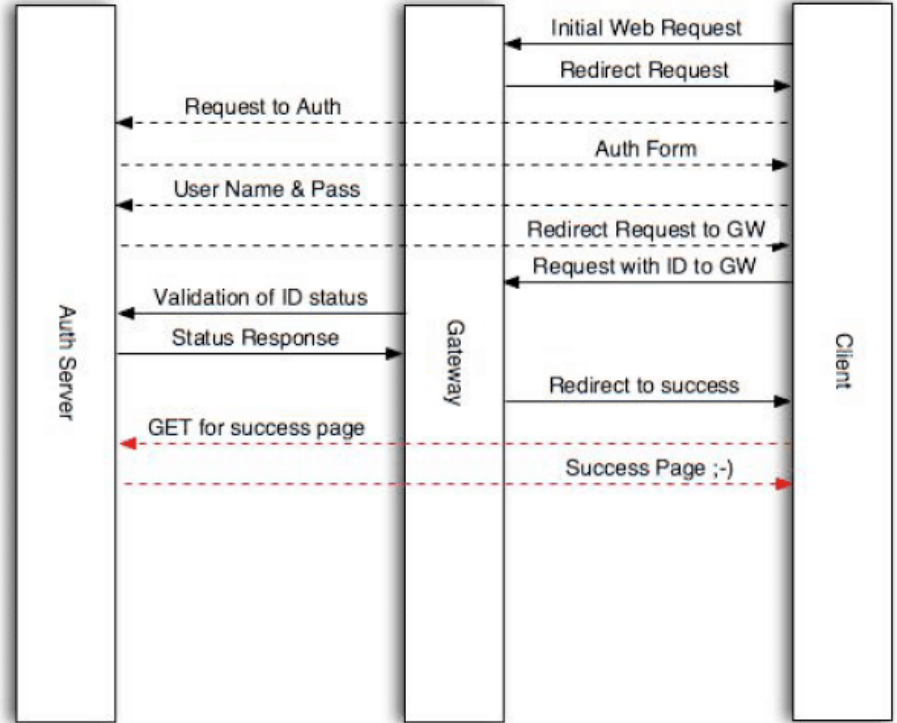 Initial Web Request
Redirect Request
Request to Auth
Auth Form
User Name & Pass
Redirect Request to GW
Request with ID to GW
Validation of ID status
Status Response
Redirect to success
GET for success page
Success Page ;-)
Auth Server
Gateway
Client